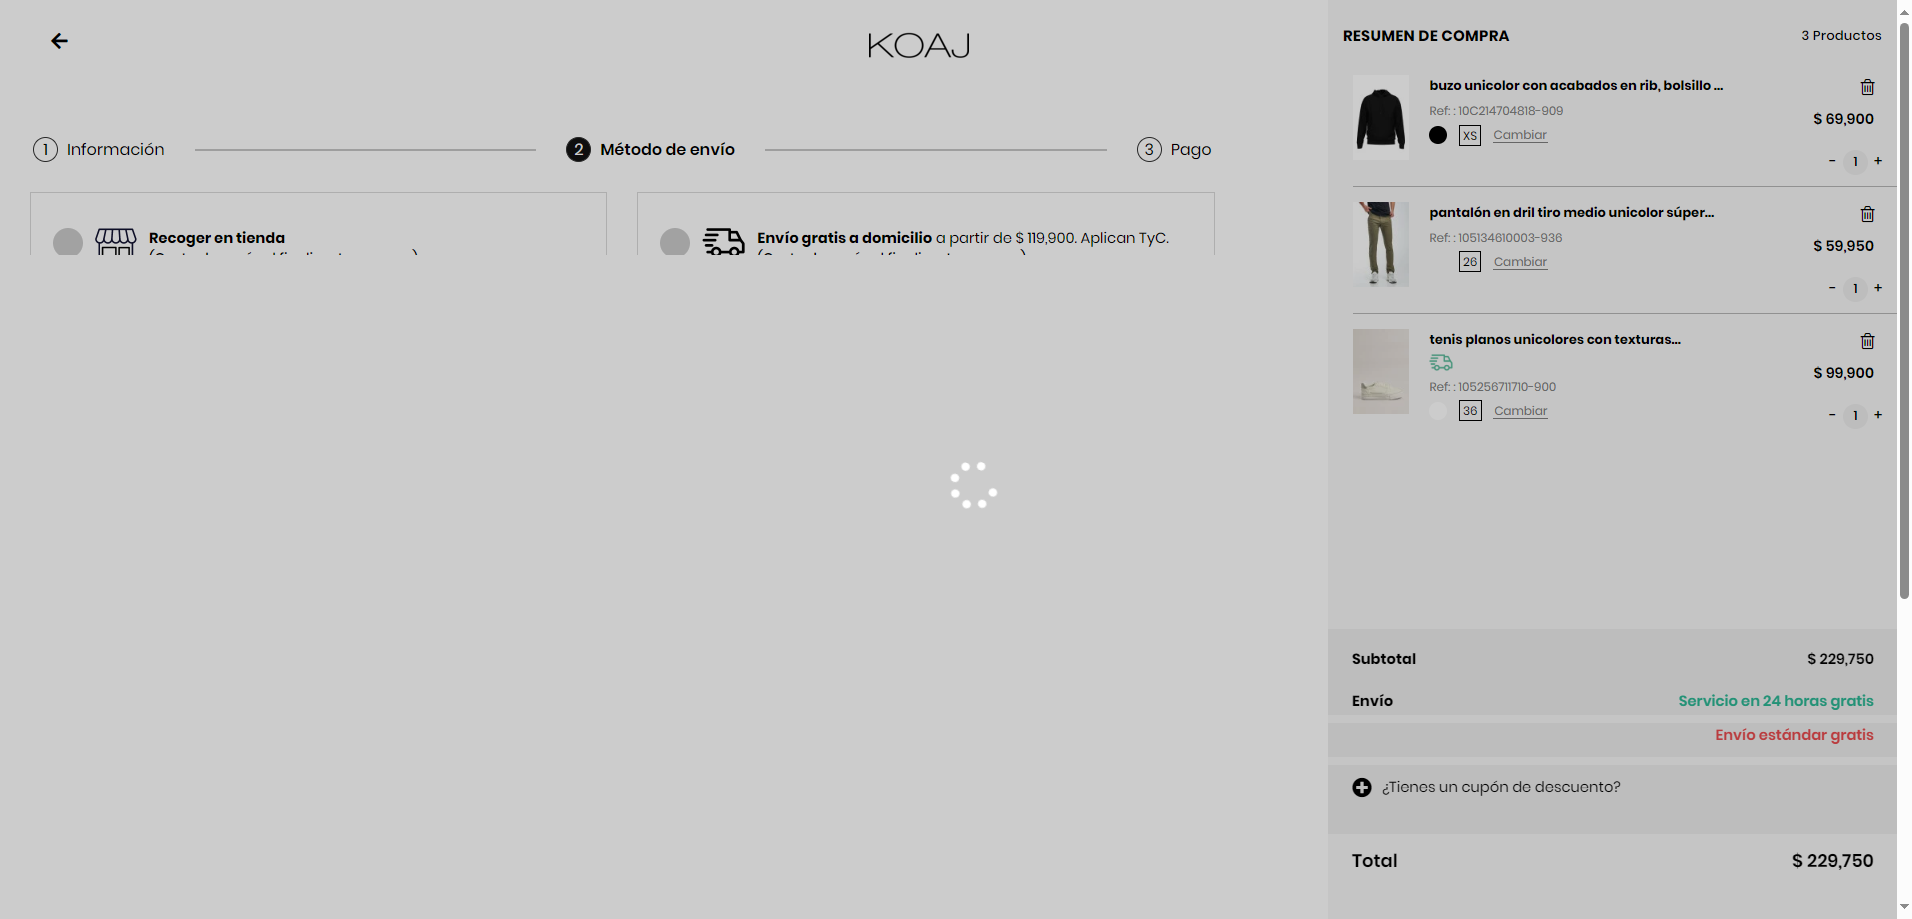 KOAJ
1 Información
2 Método de envío
3 Pago
Recoger en tienda
Envío gratis a domicilio a partir de $ 119,900. Aplican TyC.
RESUMEN DE COMPRA
3 Productos
buzo unicolor con acabados en rib, bolsillo ...
Ref: : 10C214704818-909
$ 69,900
XS Cambiar
- 1 +
pantalón en dril tiro medio unicolor súper...
Ref: : 105134610003-936
$ 59,950
26 Cambiar
- 1 +
tenis planos unicolores con texturas...
$ 99,900
Ref: : 105256711710-900
36 Cambiar
- 1 +
Subtotal $ 229,750
Envío Servicio en 24 horas gratis
Envío estándar gratis
¿Tienes un cupón de descuento?
Total $ 229,750